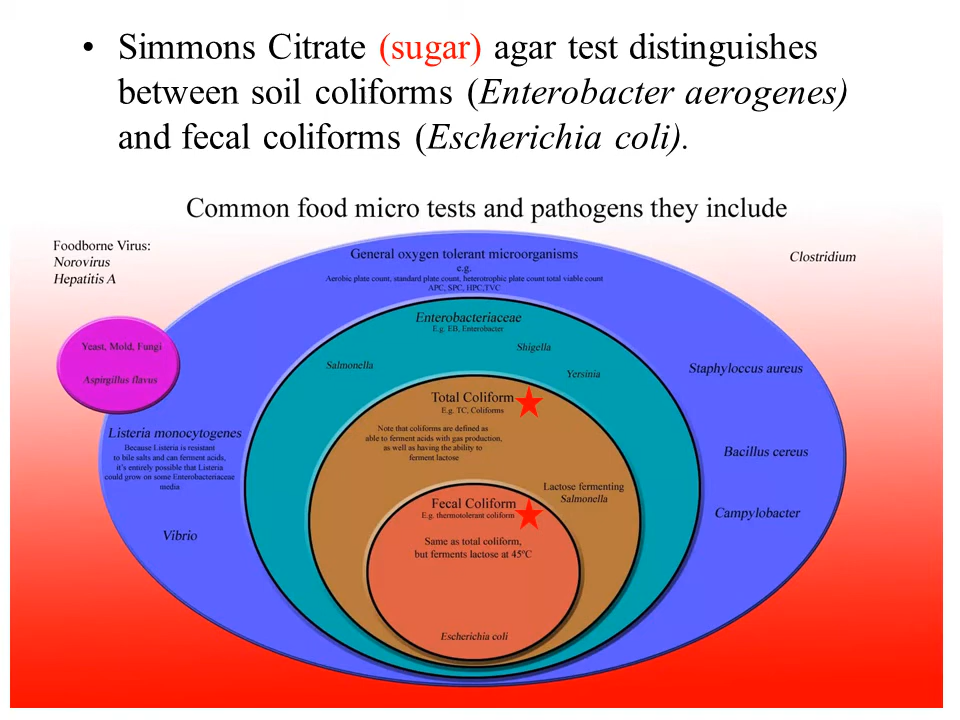 • Simmons Citrate (sugar) agar test distinguishes
between soil coliforms (Enterobacter aerogenes)
and fecal coliforms (Escherichia coli).
Common food micro tests and pathogens they include
Foodborne Virus:
Norovirus
Hepatitis A
General oxygen tolerant microorganisms
e.g.
Aerobic plate count, standard plate count, heterotrophic plate count total viable count
APC, SPC, HPC,TVC
Clostridium
Enterobacteriaceae
E.g. EB, Enterobacter
Shigella
Salmonella
Yersinia
Yeast, Mold, Fungi
Aspirgillus flavus
Staphyloccus aureus
Total Coliform
E.g. TC, Coliforms
Note that coliforms are defined as
able to ferment acids with gas production,
as well as having the ability to
ferment lactose
Listeria monocytogenes
Because Listeria is resistant
to bile salts and can ferment acids,
it's entirely possible that Listeria
could grow on some Enterobacteriaceae
media
Bacillus cereus
Lactose fermenting
Salmonella
Fecal Coliform
E.g. thermotolerant coliform
Campylobacter
Vibrio
Same as total coliform,
but ferments lactose at 45ºC
Escherichia coli